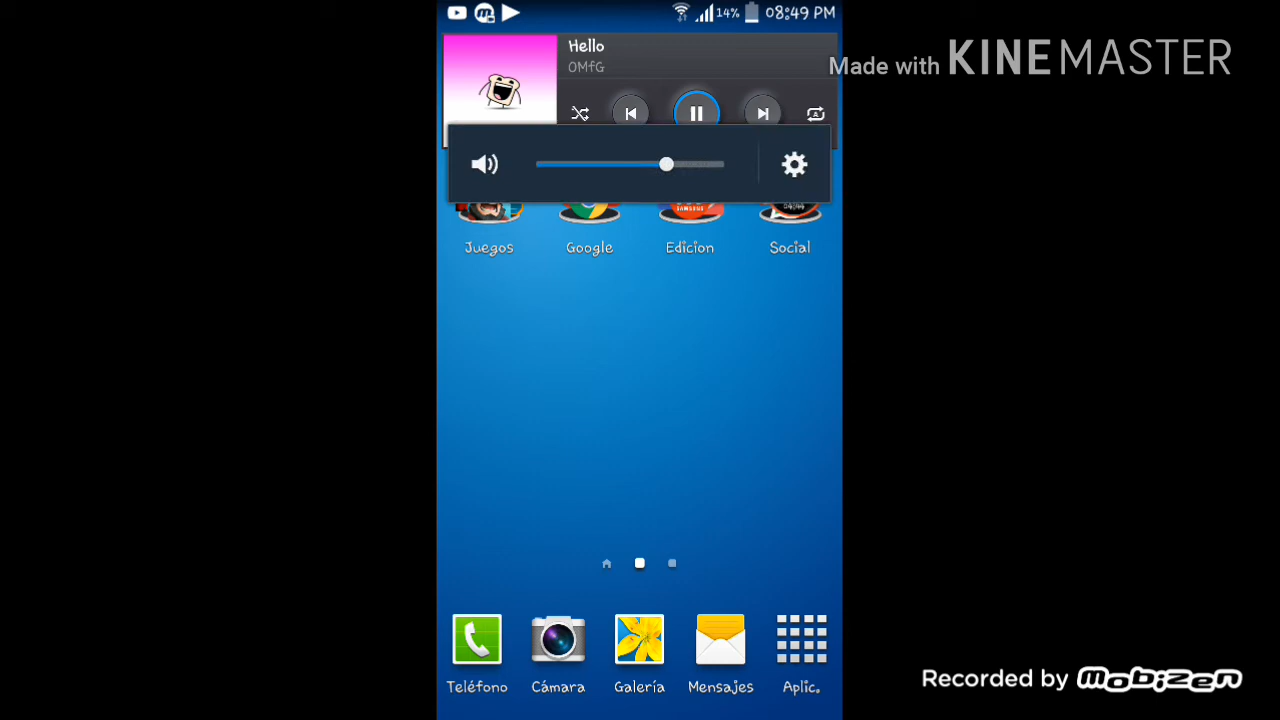 14% 08:49 PM
Hello
OMfG
Made with KINEMASTER
Juegos Google Edicion Social
Teléfono Cámara Galería Mensajes Aplic.
Recorded by mobizen